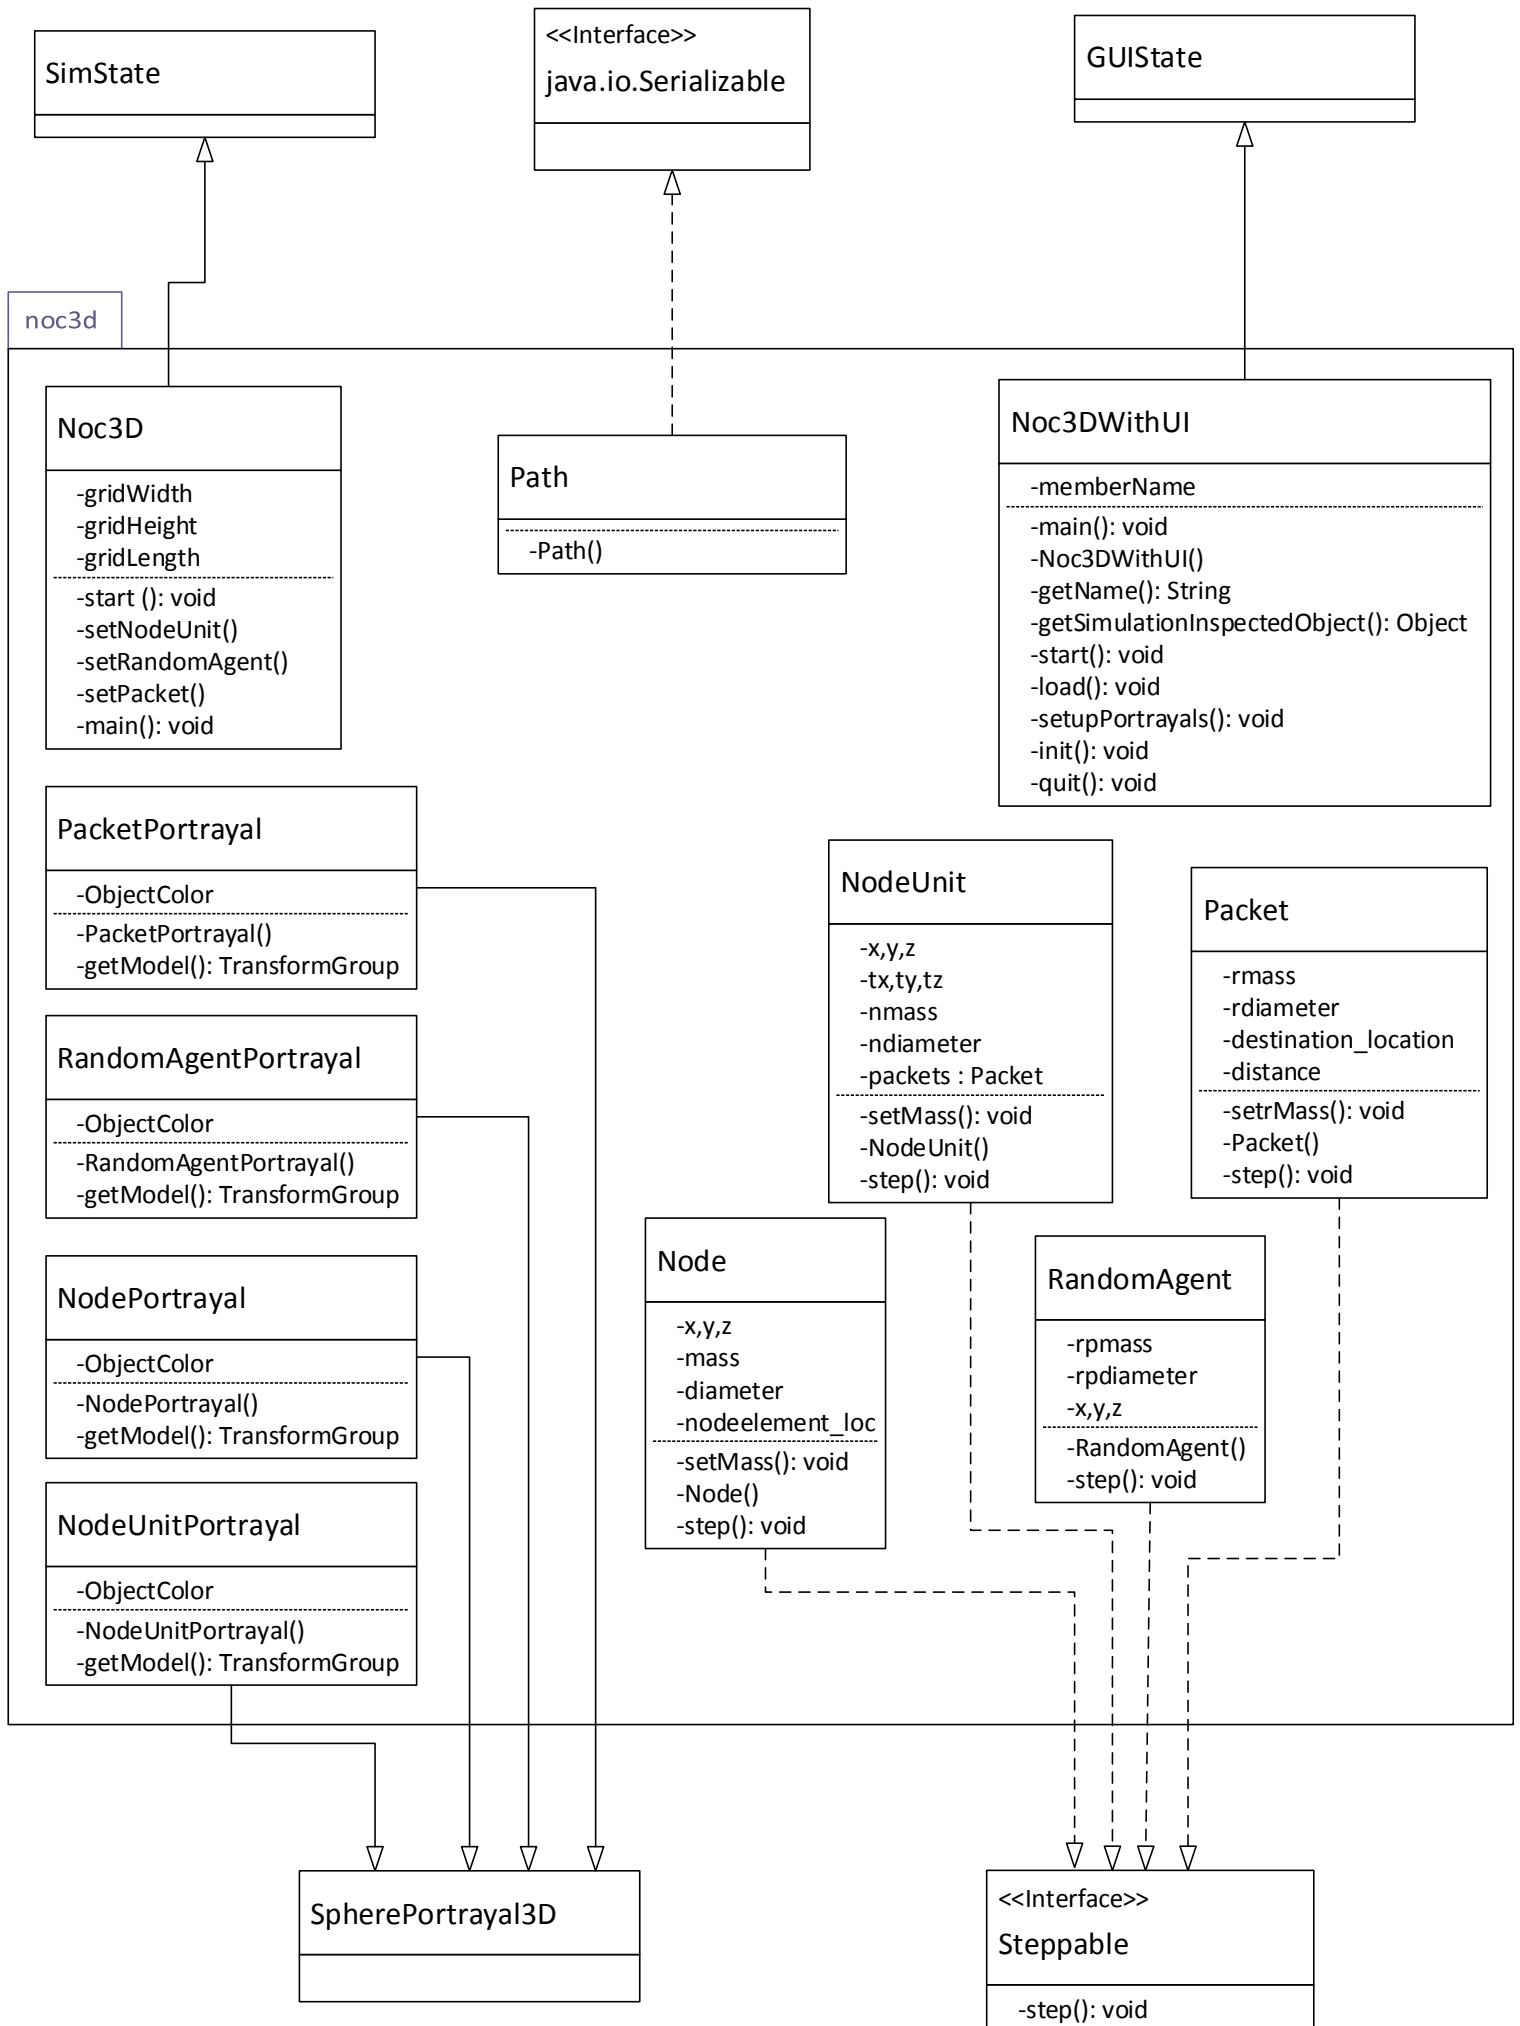 SimState
<<Interface>>
java.io.Serializable
GUIState
noc3d
Noc3D
-gridWidth
-gridHeight
-gridLength
-start (): void
-setNodeUnit()
-setRandomAgent()
-setPacket()
-main(): void
Path
-Path()
Noc3DWithUI
-memberName
-main(): void
-Noc3DWithUI()
-getName(): String
-getSimulationInspectedObject(): Object
-start(): void
-load(): void
-setupPortrayals(): void
-init(): void
-quit(): void
PacketPortrayal
-ObjectColor
-PacketPortrayal()
-getModel(): TransformGroup
RandomAgentPortrayal
-ObjectColor
-RandomAgentPortrayal()
-getModel(): TransformGroup
NodePortrayal
-ObjectColor
-NodePortrayal()
-getModel(): TransformGroup
NodeUnitPortrayal
-ObjectColor
-NodeUnitPortrayal()
-getModel(): TransformGroup
NodeUnit
-x,y,z
-tx,ty,tz
-nmass
-ndiameter
-packets : Packet
-setMass(): void
-NodeUnit()
-step(): void
Packet
-rmass
-rdiameter
-destination_location
-distance
-setrMass(): void
-Packet()
-step(): void
Node
-x,y,z
-mass
-diameter
-nodeelement_loc
-setMass(): void
-Node()
-step(): void
RandomAgent
-rpmass
-rpdiameter
-x,y,z
-RandomAgent()
-step(): void
SpherePortrayal3D
<<Interface>>
Steppable
-step(): void